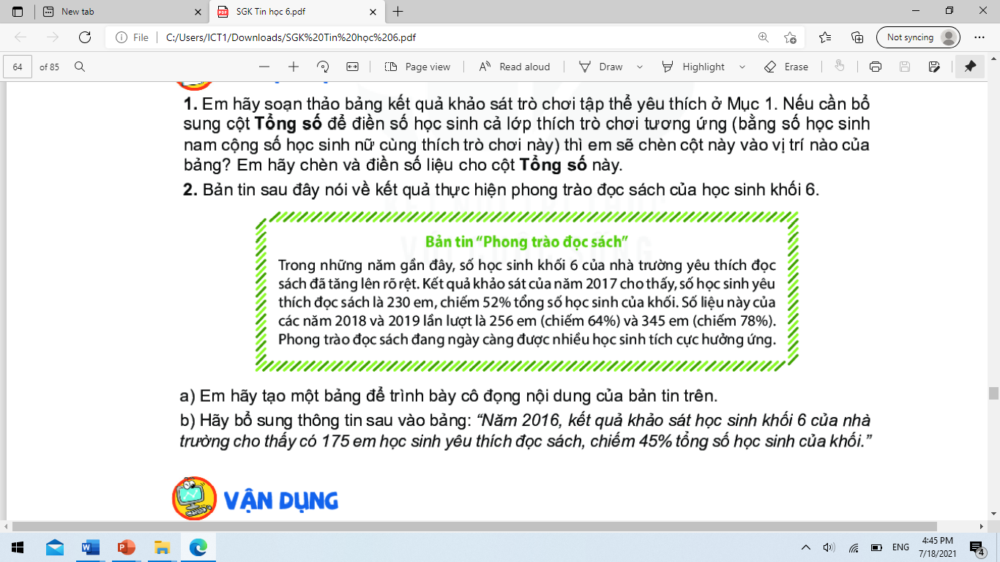 New tab
SGK Tin học 6.pdf
File
C:/Users/ICT1/Downloads/SGK%20Tin%20học%206.pdf
Not syncing
64
of 85
Page view
Read aloud
Draw
Highlight
Erase
1. Em hãy soạn thảo bảng kết quả khảo sát trò chơi tập thể yêu thích ở Mục 1. Nếu cần bổ
sung cột Tổng số để điền số học sinh cả lớp thích trò chơi tương ứng (bằng số học sinh
nam cộng số học sinh nữ cùng thích trò chơi này) thì em sẽ chèn cột này vào vị trí nào của
bảng? Em hãy chèn và điền số liệu cho cột Tổng số này.
2. Bản tin sau đây nói về kết quả thực hiện phong trào đọc sách của học sinh khối 6.
Bản tin “Phong trào đọc sách”
Trong những năm gần đây, số học sinh khối 6 của nhà trường yêu thích đọc
sách đã tăng lên rõ rệt. Kết quả khảo sát của năm 2017 cho thấy, số học sinh yêu
thích đọc sách là 230 em, chiếm 52% tổng số học sinh của khối. Số liệu này của
các năm 2018 và 2019 lần lượt là 256 em (chiếm 64%) và 345 em (chiếm 78%).
Phong trào đọc sách đang ngày càng được nhiều học sinh tích cực hưởng ứng.
a) Em hãy tạo một bảng để trình bày cô đọng nội dung của bản tin trên.
b) Hãy bổ sung thông tin sau vào bảng: “Năm 2016, kết quả khảo sát học sinh khối 6 của nhà
trường cho thấy có 175 em học sinh yêu thích đọc sách, chiếm 45% tổng số học sinh của khối.”
VẬN DỤNG
ENG
4:45 PM
7/18/2021
4